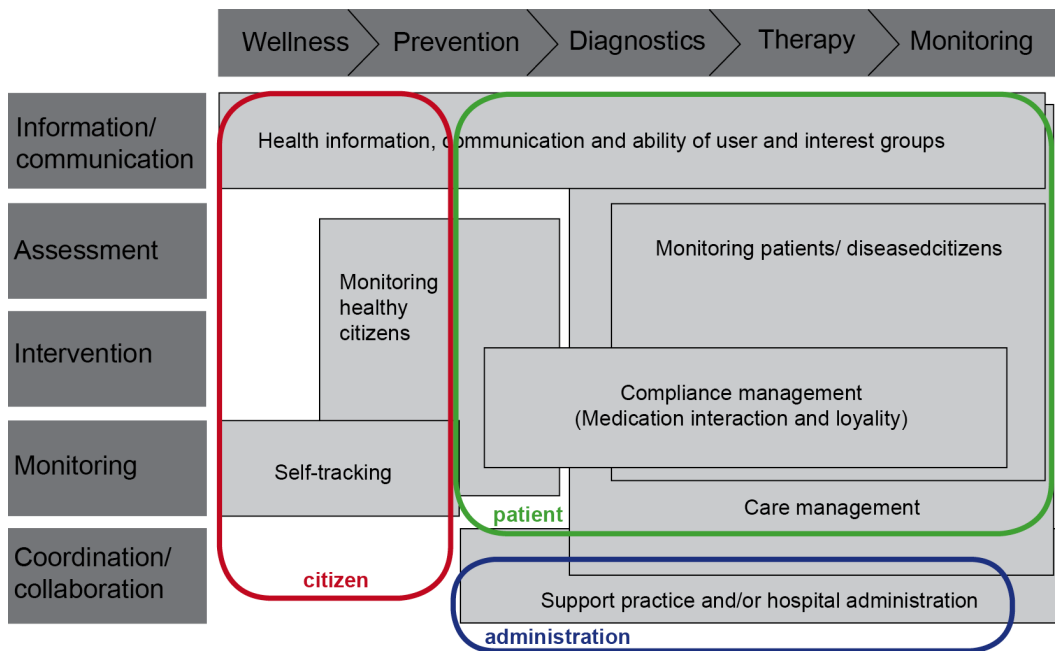 Wellness Prevention Diagnostics Therapy Monitoring
Information/
communication
Health information, communication and ability of user and interest groups
Assessment
Monitoring patients/ diseasedcitizens
Monitoring
healthy
citizens
Intervention
Compliance management
(Medication interaction and loyality)
Monitoring
Self-tracking
Care management
patient
Coordination/
collaboration
citizen
Support practice and/or hospital administration
administration